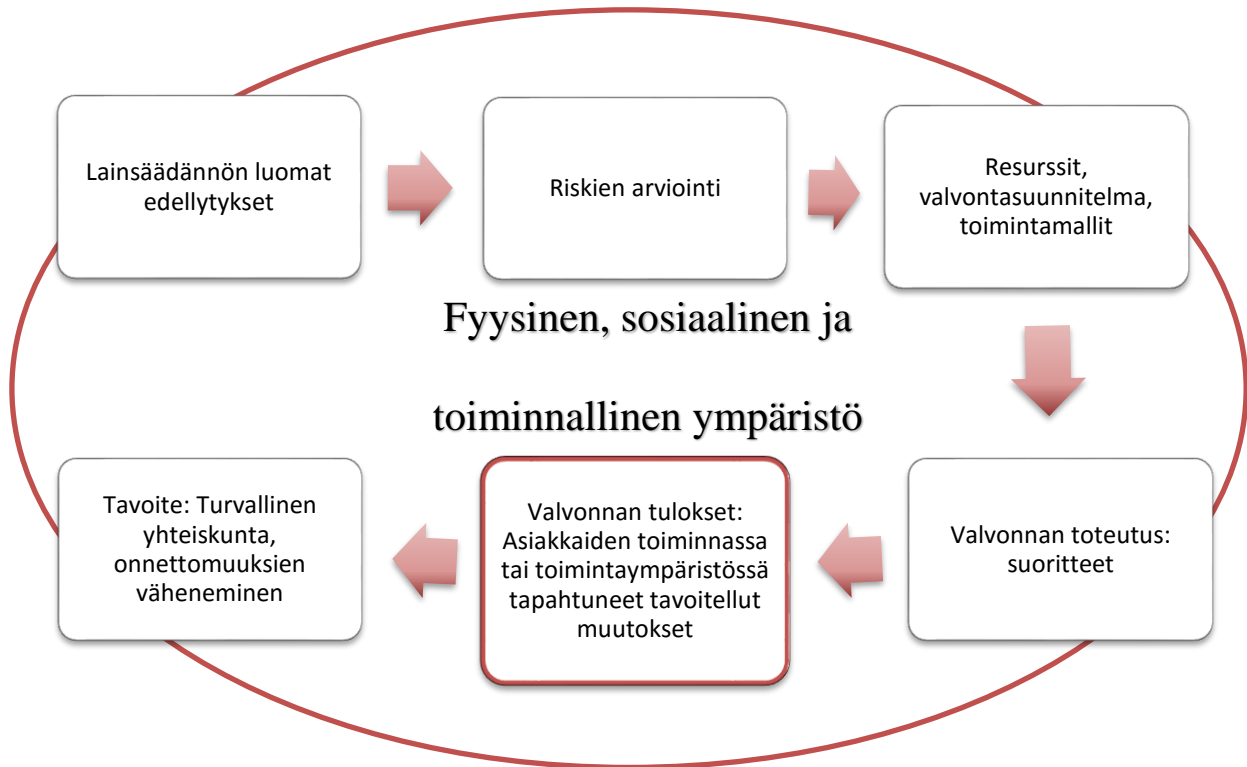 Lainsäädännön luomat
edellytykset
Riskien arviointi
Resurssit,
valvontasuunnitelma,
toimintamallit
Fyysinen, sosiaalinen ja
toiminnallinen ympäristö
Tavoite: Turvallinen
yhteiskunta,
onnettomuuksien
väheneminen
Valvonnan tulokset:
Asiakkaiden toiminnassa
tai toimintaympäristössä
tapahtuneet tavoitellut
muutokset
Valvonnan toteutus:
suoritteet